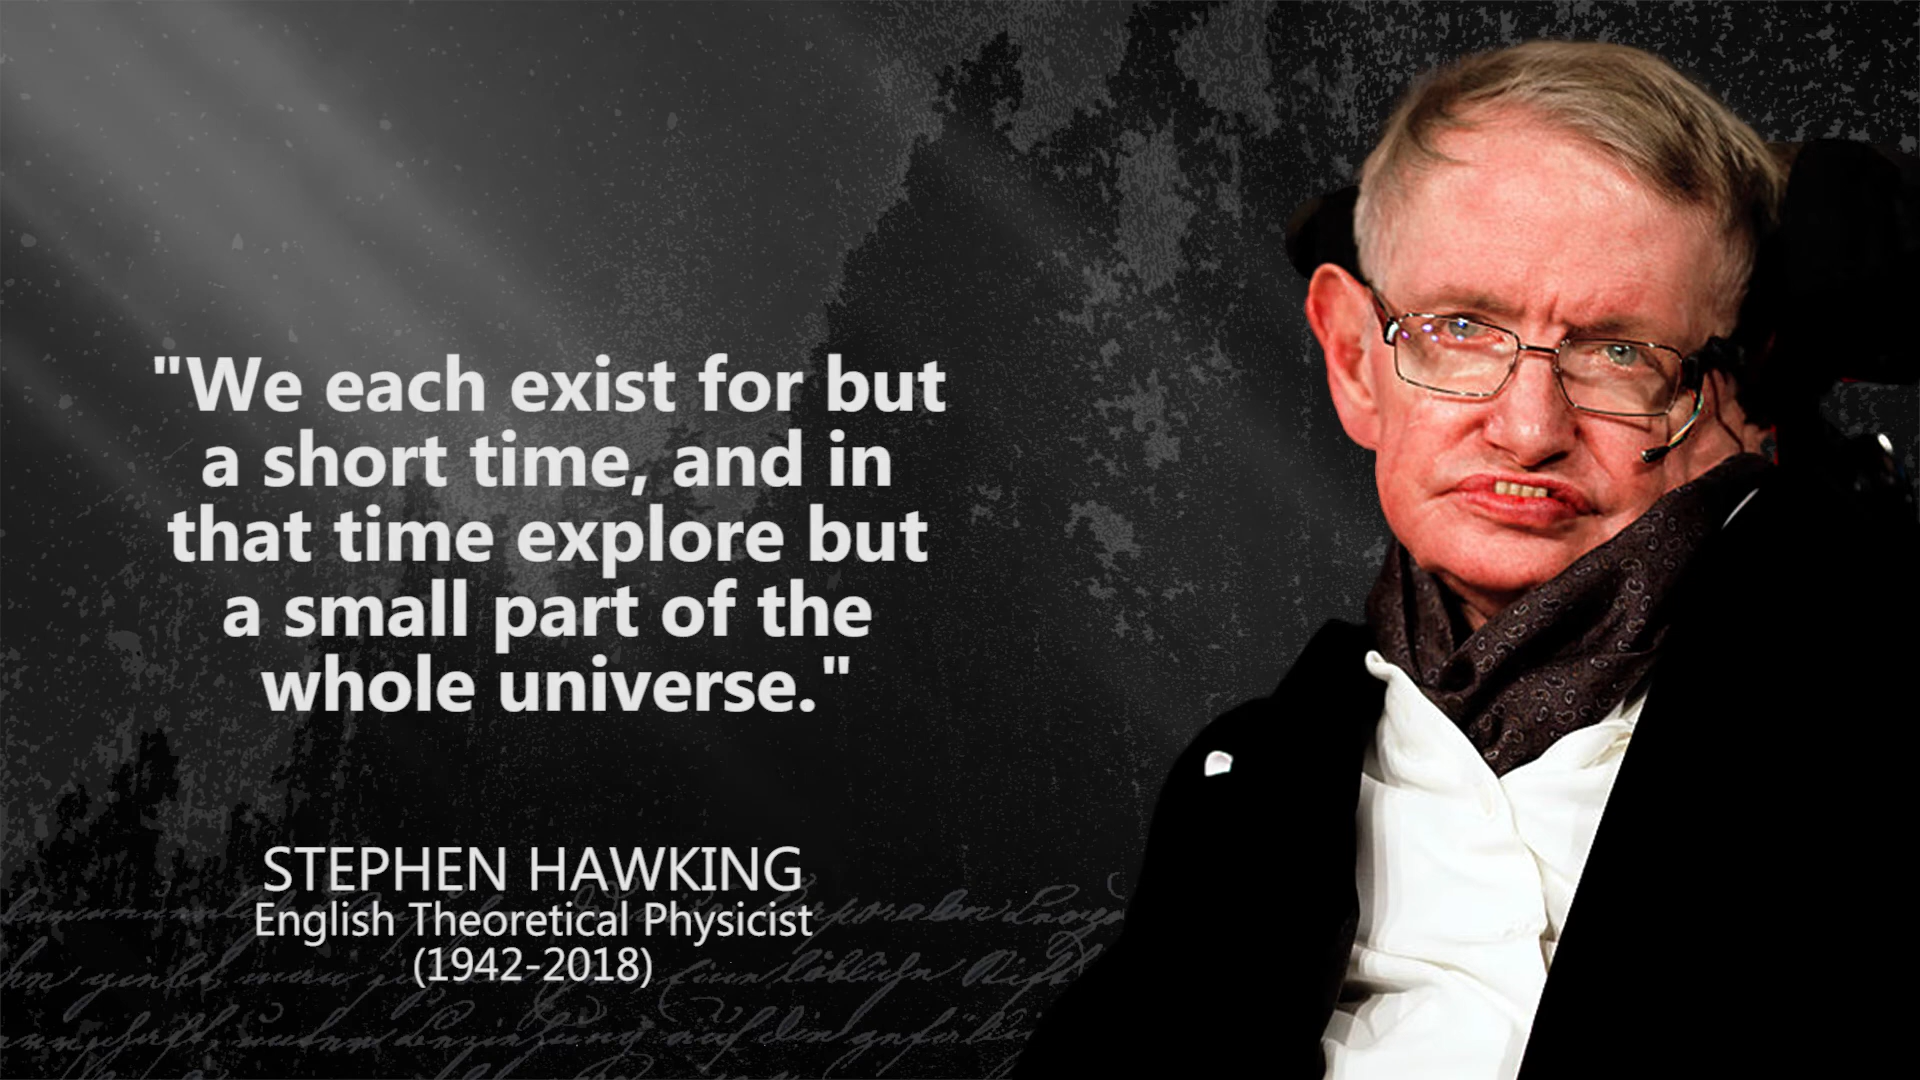 "We each exist for but
a short time, and in
that time explore but
a small part of the
whole universe."
STEPHEN HAWKING
English Theoretical Physicist
(1942-2018)